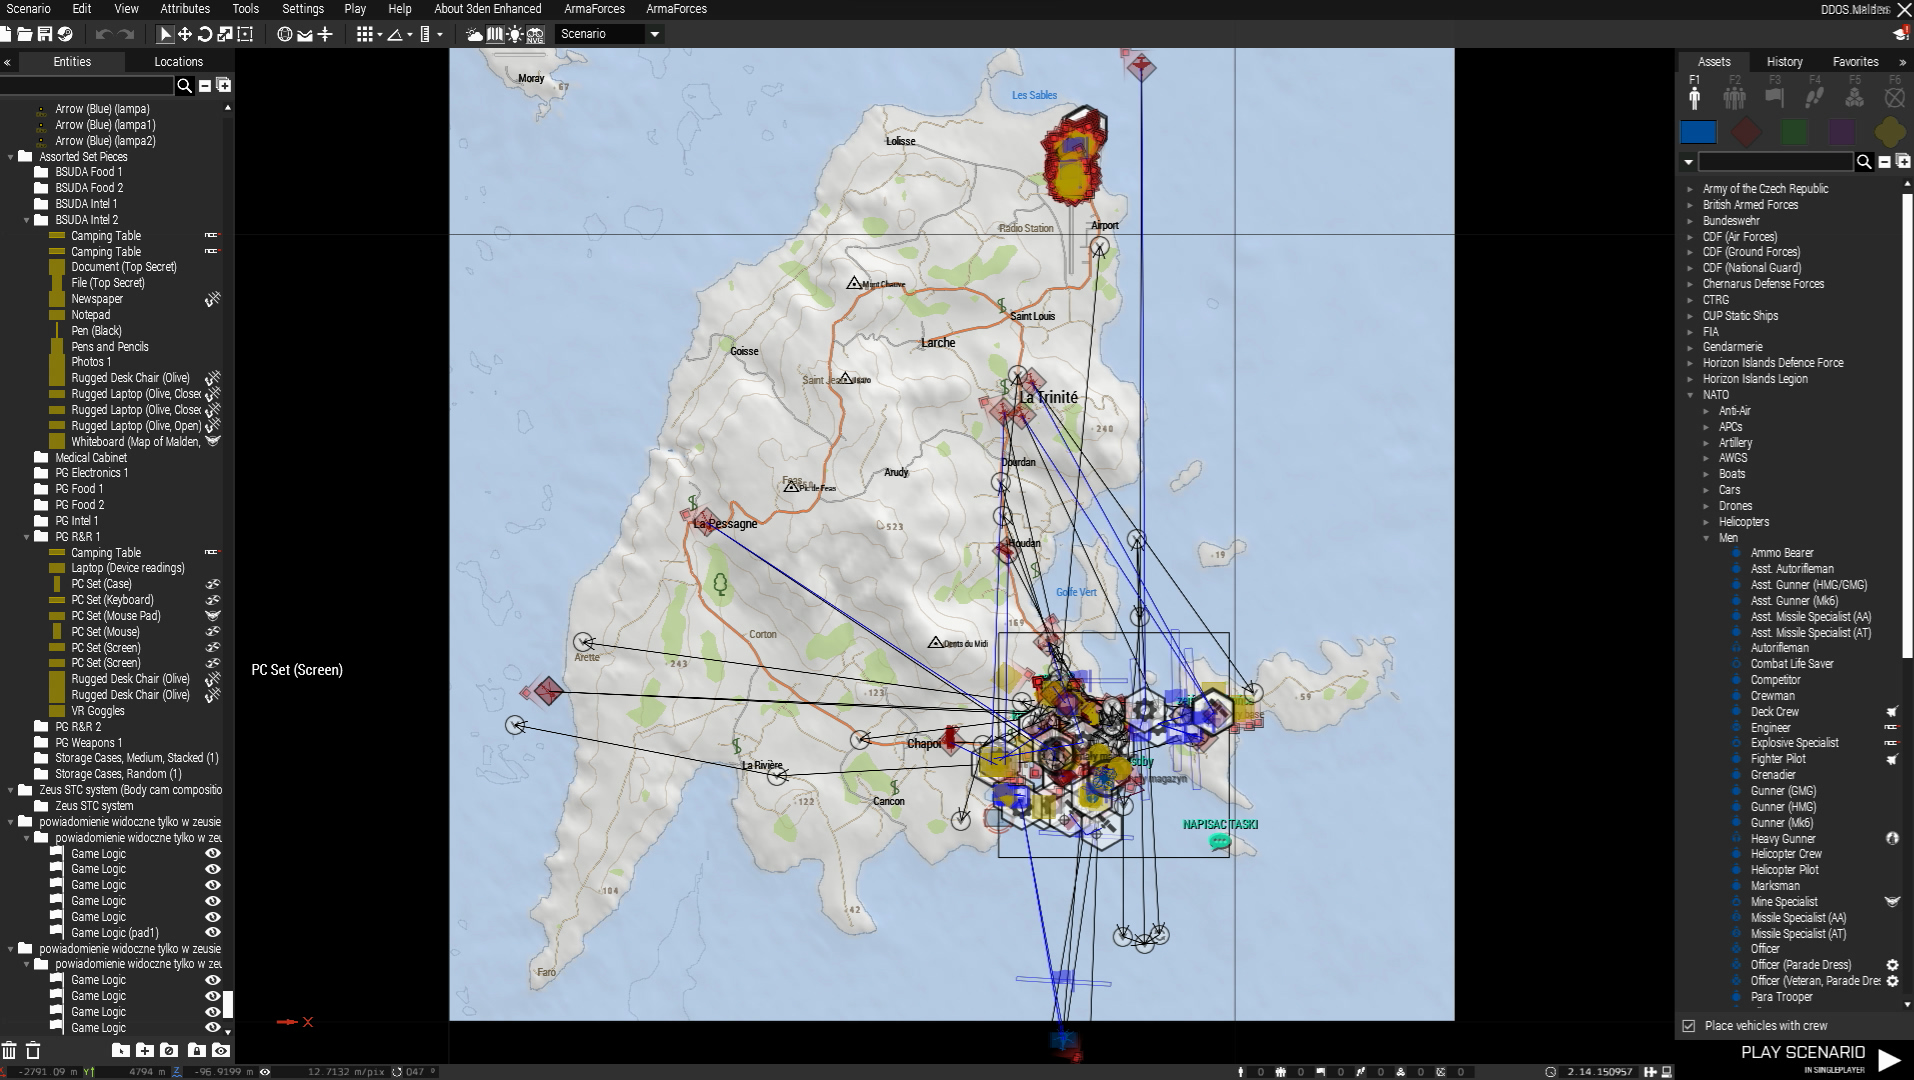 Scenario Edit View Attributes Tools Settings Play Help About 3den Enhanced ArmaForces ArmaForces
Scenario
Entities Locations
Arrow (Blue) (lampa)
Arrow (Blue) (lampa1)
Arrow (Blue) (lampa2)
Assorted Set Pieces
BSUDA Food 1
BSUDA Food 2
BSUDA Intel 1
BSUDA Intel 2
Camping Table
Camping Table
Document (Top Secret)
File (Top Secret)
Newspaper
Notepad
Pen (Black)
Pens and Pencils
Photos 1
Rugged Desk Chair (Olive)
Rugged Laptop (Olive, Close
Rugged Laptop (Olive, Close
Rugged Laptop (Olive, Open)
Whiteboard (Map of Malden,
Medical Cabinet
PG Electronics 1
PG Food 1
PG Food 2
PG Intel 1
PG R&R 1
Camping Table
Laptop (Device readings)
PC Set (Case)
PC Set (Keyboard)
PC Set (Mouse Pad)
PC Set (Mouse)
PC Set (Screen)
PC Set (Screen)
Rugged Desk Chair (Olive)
Rugged Desk Chair (Olive)
VR Goggles
PG R&R 2
PG Weapons 1
Storage Cases, Medium, Stacked (1)
Storage Cases, Random (1)
Zeus STC system (Body cam compositio
Zeus STC system
powiadomienie widoczne tylko w zeusie
powiadomienie widoczne tylko w zeu
Game Logic
Game Logic
Game Logic
Game Logic
Game Logic
Game Logic (pad1)
powiadomienie widoczne tylko w zeusie
powiadomienie widoczne tylko w zeu
Game Logic
Game Logic
Game Logic
Game Logic
PC Set (Screen)
X
Moray
67
Les Sables
Lolisse
Airport
Radio Station
Mont Chauve
Saint Louis
Larche
Goisse
Saint Je
La Trinité
240
Dourdan
Arudy
Feas
Pic de Feas
523
La Pessagne
Houdan
19
Golfe Vert
169
Corton
Dents du Midi
Arette
243
123
59
Chapoi
La Rivière
122
Cancon
magazyn
NAPISAC TASKI
104
42
Faro
Assets History Favorites
F1 F2 F3 F4 F5 F6
Army of the Czech Republic
British Armed Forces
Bundeswehr
CDF (Air Forces)
CDF (Ground Forces)
CDF (National Guard)
Chernarus Defense Forces
CTRG
CUP Static Ships
FIA
Gendarmerie
Horizon Islands Defence Force
Horizon Islands Legion
NATO
Anti-Air
APCs
Artillery
AWGS
Boats
Cars
Drones
Helicopters
Men
Ammo Bearer
Asst. Autorifleman
Asst. Gunner (HMG/GMG)
Asst. Gunner (Mk6)
Asst. Missile Specialist (AA)
Asst. Missile Specialist (AT)
Autorifleman
Combat Life Saver
Competitor
Crewman
Deck Crew
Engineer
Explosive Specialist
Fighter Pilot
Grenadier
Gunner (GMG)
Gunner (HMG)
Gunner (Mk6)
Heavy Gunner
Helicopter Crew
Helicopter Pilot
Marksman
Mine Specialist
Missile Specialist (AA)
Missile Specialist (AT)
Officer
Officer (Parade Dress)
Officer (Veteran, Parade Dre
Para Trooper
Place vehicles with crew
PLAY SCENARIO
IN SINGLEPLAYER
-2791.09 m Y 4794 m Z -96.9199 m 12.7132 m/pix 047 ° 0 0 0 0 0 0 2.14.150957